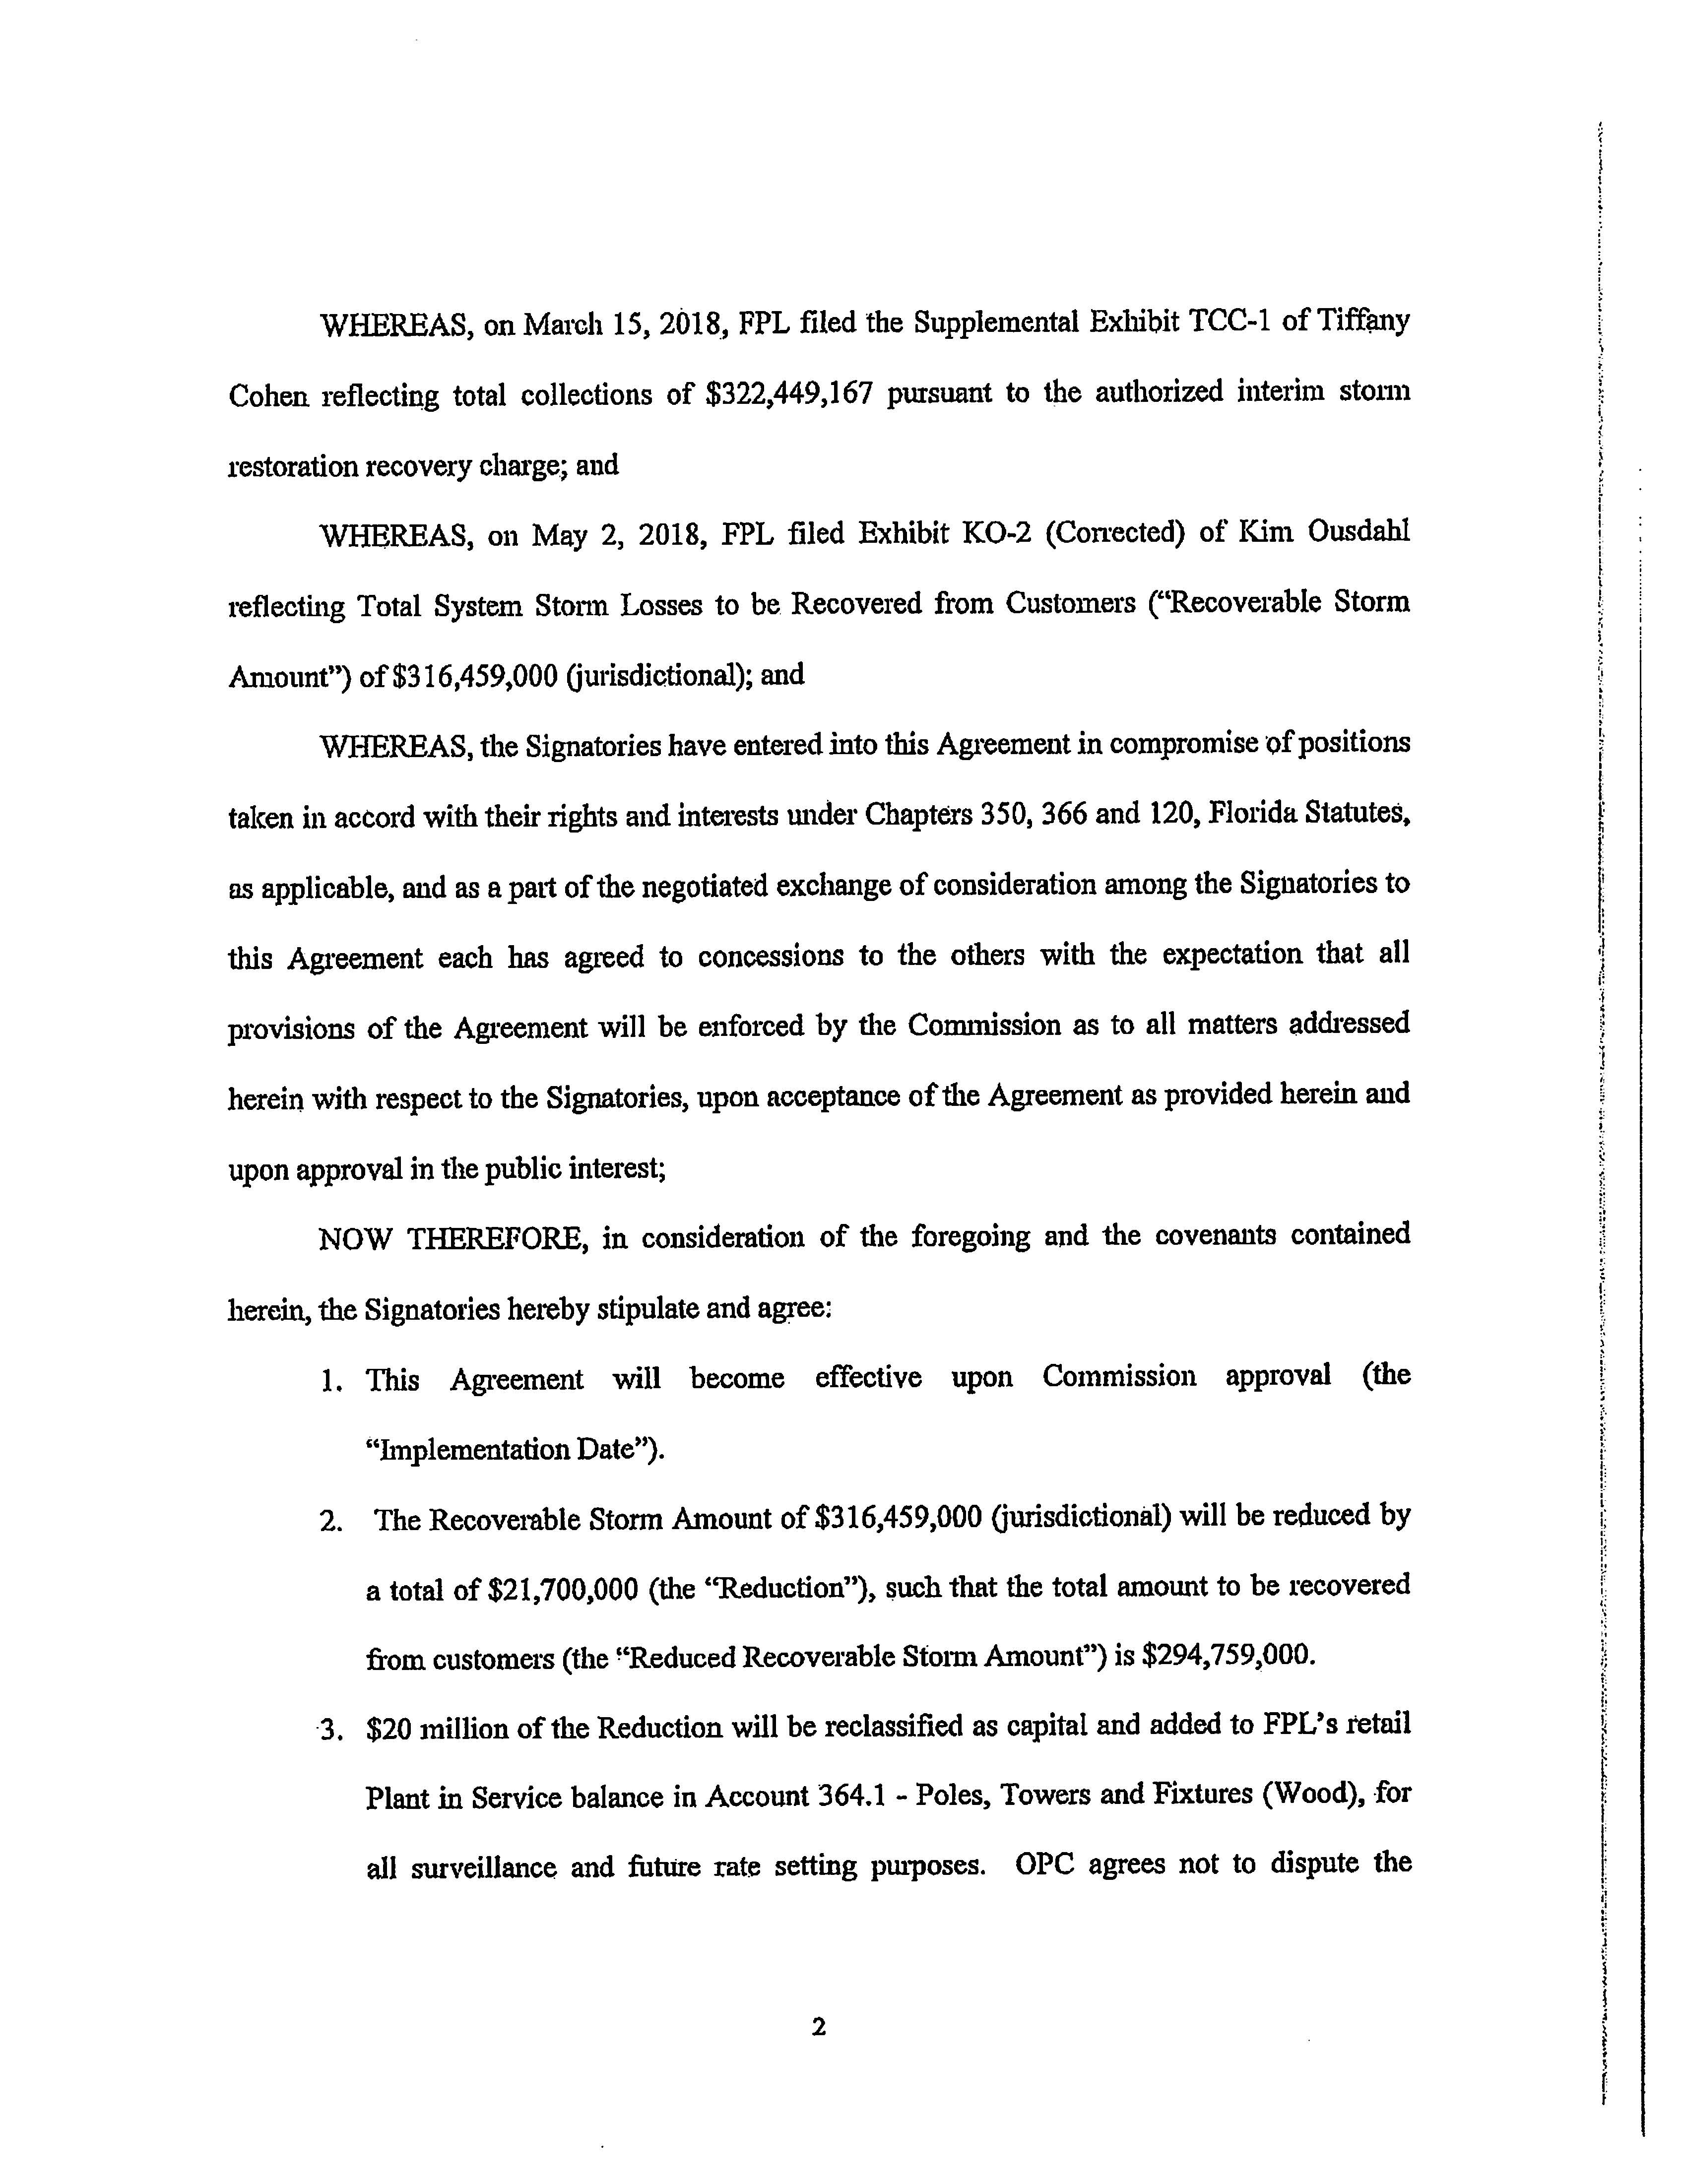 WHEREAS, on March 15, 2018, FPL filed the Supplemental Exhibit TCC-1 of Tiffany
Cohen reflecting total collections of $322,449,167 pursuant to the authorized interim storm
restoration recovery charge; and
WHEREAS, on May 2, 2018, FPL filed Exhibit KO-2 (Corrected) of Kim Ousdahl
reflecting Total System Storm Losses to be Recovered from Customers (“Recoverable Storm
Amount”) of $316,459,000 (jurisdictional); and
WHEREAS, the Signatories have entered into this Agreement in compromise of positions
taken in accord with their rights and interests under Chapters 350, 366 and 120, Florida Statutes,
as applicable, and as a part of the negotiated exchange of consideration among the Signatories to
this Agreement each has agreed to concessions to the others with the expectation that all
provisions of the Agreement will be enforced by the Commission as to all matters addressed
herein with respect to the Signatories, upon acceptance of the Agreement as provided herein and
upon approval in the public interest;
NOW THEREFORE, in consideration of the foregoing and the covenants contained
herein, the Signatories hereby stipulate and agree:
1. This Agreement will become effective upon Commission approval (the
“Implementation Date”).
2. The Recoverable Storm Amount of $316,459,000 (jurisdictional) will be reduced by
a total of $21,700,000 (the “Reduction”), such that the total amount to be recovered
from customers (the “Reduced Recoverable Storm Amount”) is $294,759,000.
3. $20 million of the Reduction will be reclassified as capital and added to FPL’s retail
Plant in Service balance in Account 364.1 - Poles, Towers and Fixtures (Wood), for
all surveillance and future rate setting purposes. OPC agrees not to dispute the
2